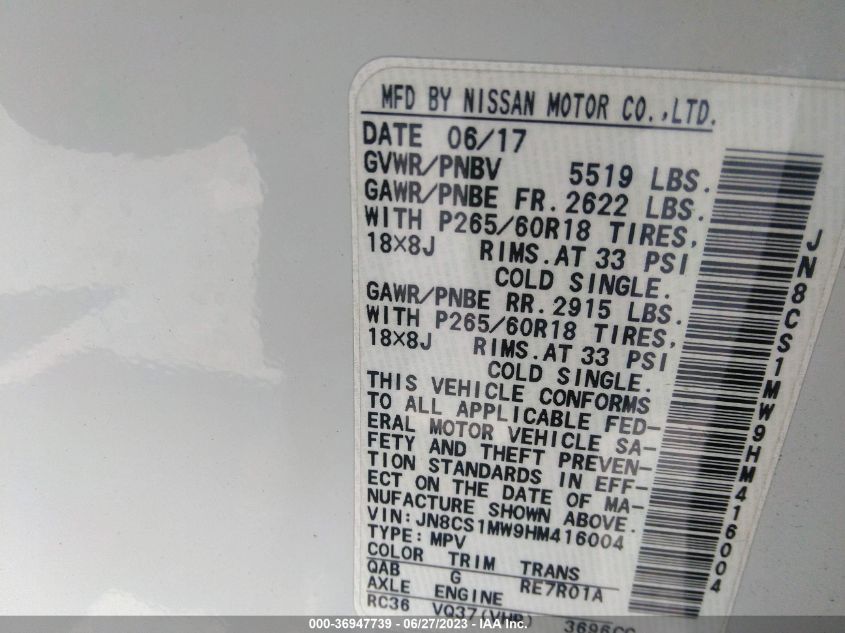 MFD BY NISSAN MOTOR CO.,LTD.
DATE 06/17
GVWR/PNBV 5519 LBS.
GAWR/PNBE FR. 2622 LBS.
WITH P265/60R18 TIRES,
18×8J RIMS. AT 33 PSI
COLD SINGLE.
GAWR/PNBE RR. 2915 LBS.
WITH P265/60R18 TIRES,
18×8J RIMS. AT 33 PSI
COLD SINGLE.
THIS VEHICLE CONFORMS
TO ALL APPLICABLE FED-
ERAL MOTOR VEHICLE SA-
FETY AND THEFT PREVEN-
TION STANDARDS IN EFF-
ECT ON THE DATE OF MA-
NUFACTURE SHOWN ABOVE.
VIN: JN8CS1MW9HM416004
TYPE: MPV
COLOR TRIM TRANS
QAB G RE7R01A
AXLE ENGINE
RC36 VQ37(VHR) 3696CC
JN8CS1MW9HM416004
000-36947739 - 06/27/2023 - IAA Inc.